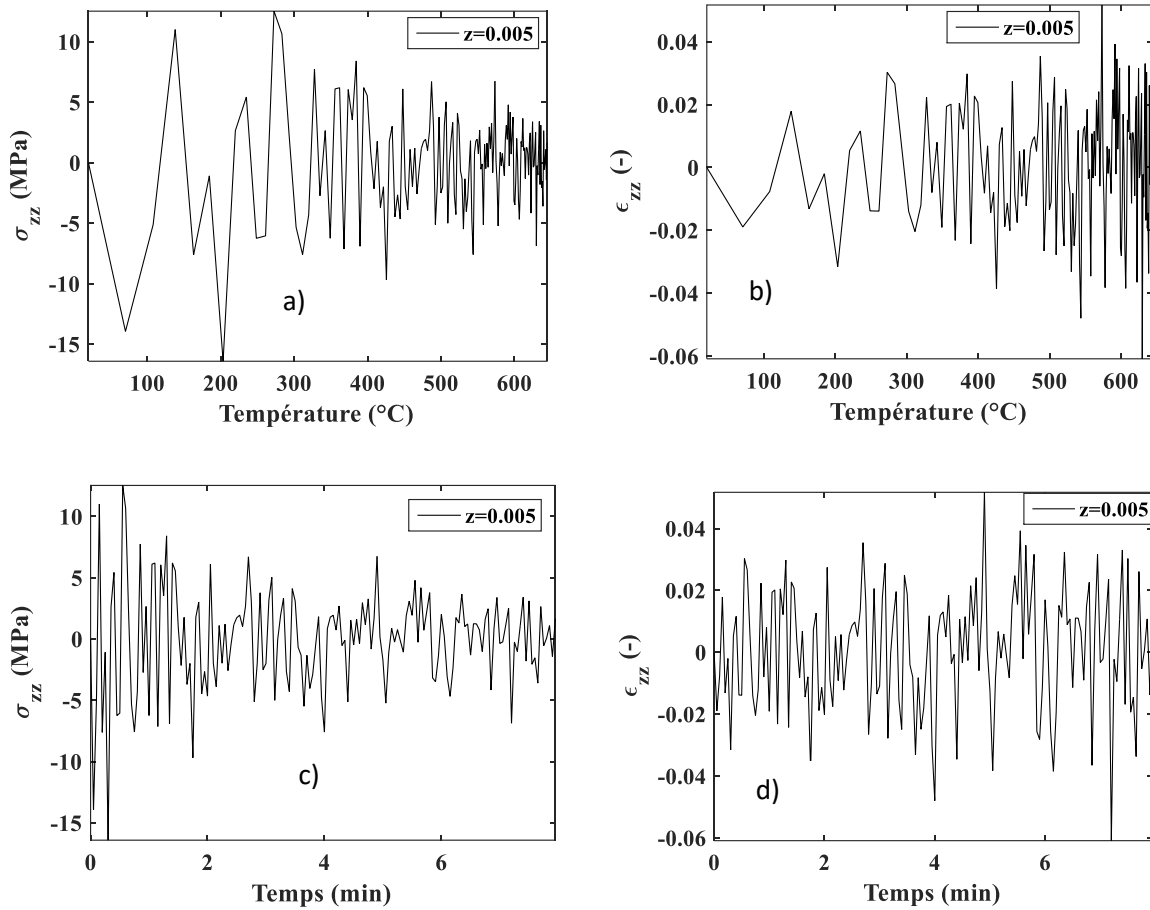 z=0.005
10
5
0
-5
-10
-15
σzz (MPa)
a)
100 200 300 400 500 600
Température (°C)
z=0.005
0.04
0.02
0
-0.02
-0.04
-0.06
ϵzz (-)
b)
100 200 300 400 500 600
Température (°C)
z=0.005
10
5
0
-5
-10
-15
σzz (MPa)
c)
0 2 4 6
Temps (min)
z=0.005
0.04
0.02
0
-0.02
-0.04
-0.06
ϵzz (-)
d)
0 2 4 6
Temps (min)